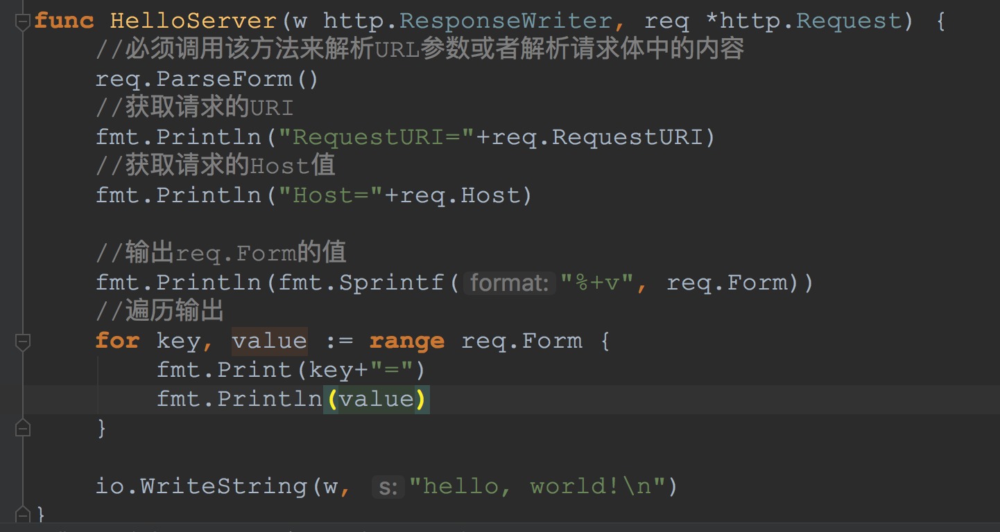 func HelloServer(w http.ResponseWriter, req *http.Request) {
//必须调用该方法来解析URL参数或者解析请求体中的内容
req.ParseForm()
//获取请求的URI
fmt.Println("RequestURI="+req.RequestURI)
//获取请求的Host值
fmt.Println("Host="+req.Host)
//输出req.Form的值
fmt.Println(fmt.Sprintf( format: "%+v", req.Form))
//遍历输出
for key, value := range req.Form {
fmt.Print(key+"=")
fmt.Println(value)
}
io.WriteString(w, s: "hello, world!\n")
}